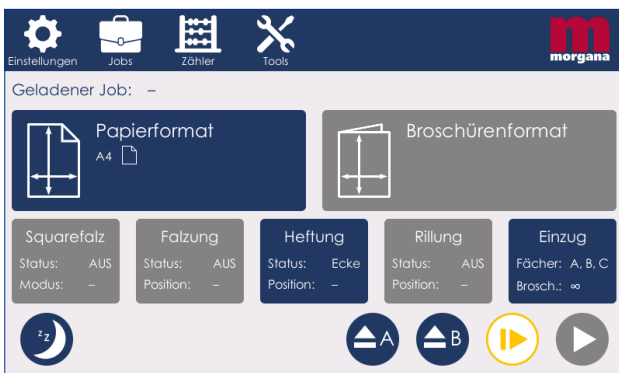 Einstellungen Jobs Zähler Tools
morgana
Geladener Job: –
Papierformat
A4
Broschürenformat
Squarefalz
Status: AUS
Modus: –
Falzung
Status: AUS
Position: –
Heftung
Status: Ecke
Position: –
Rillung
Status: AUS
Position: –
Einzug
Fächer: A, B, C
Brosch.: ∞
z z
A
B